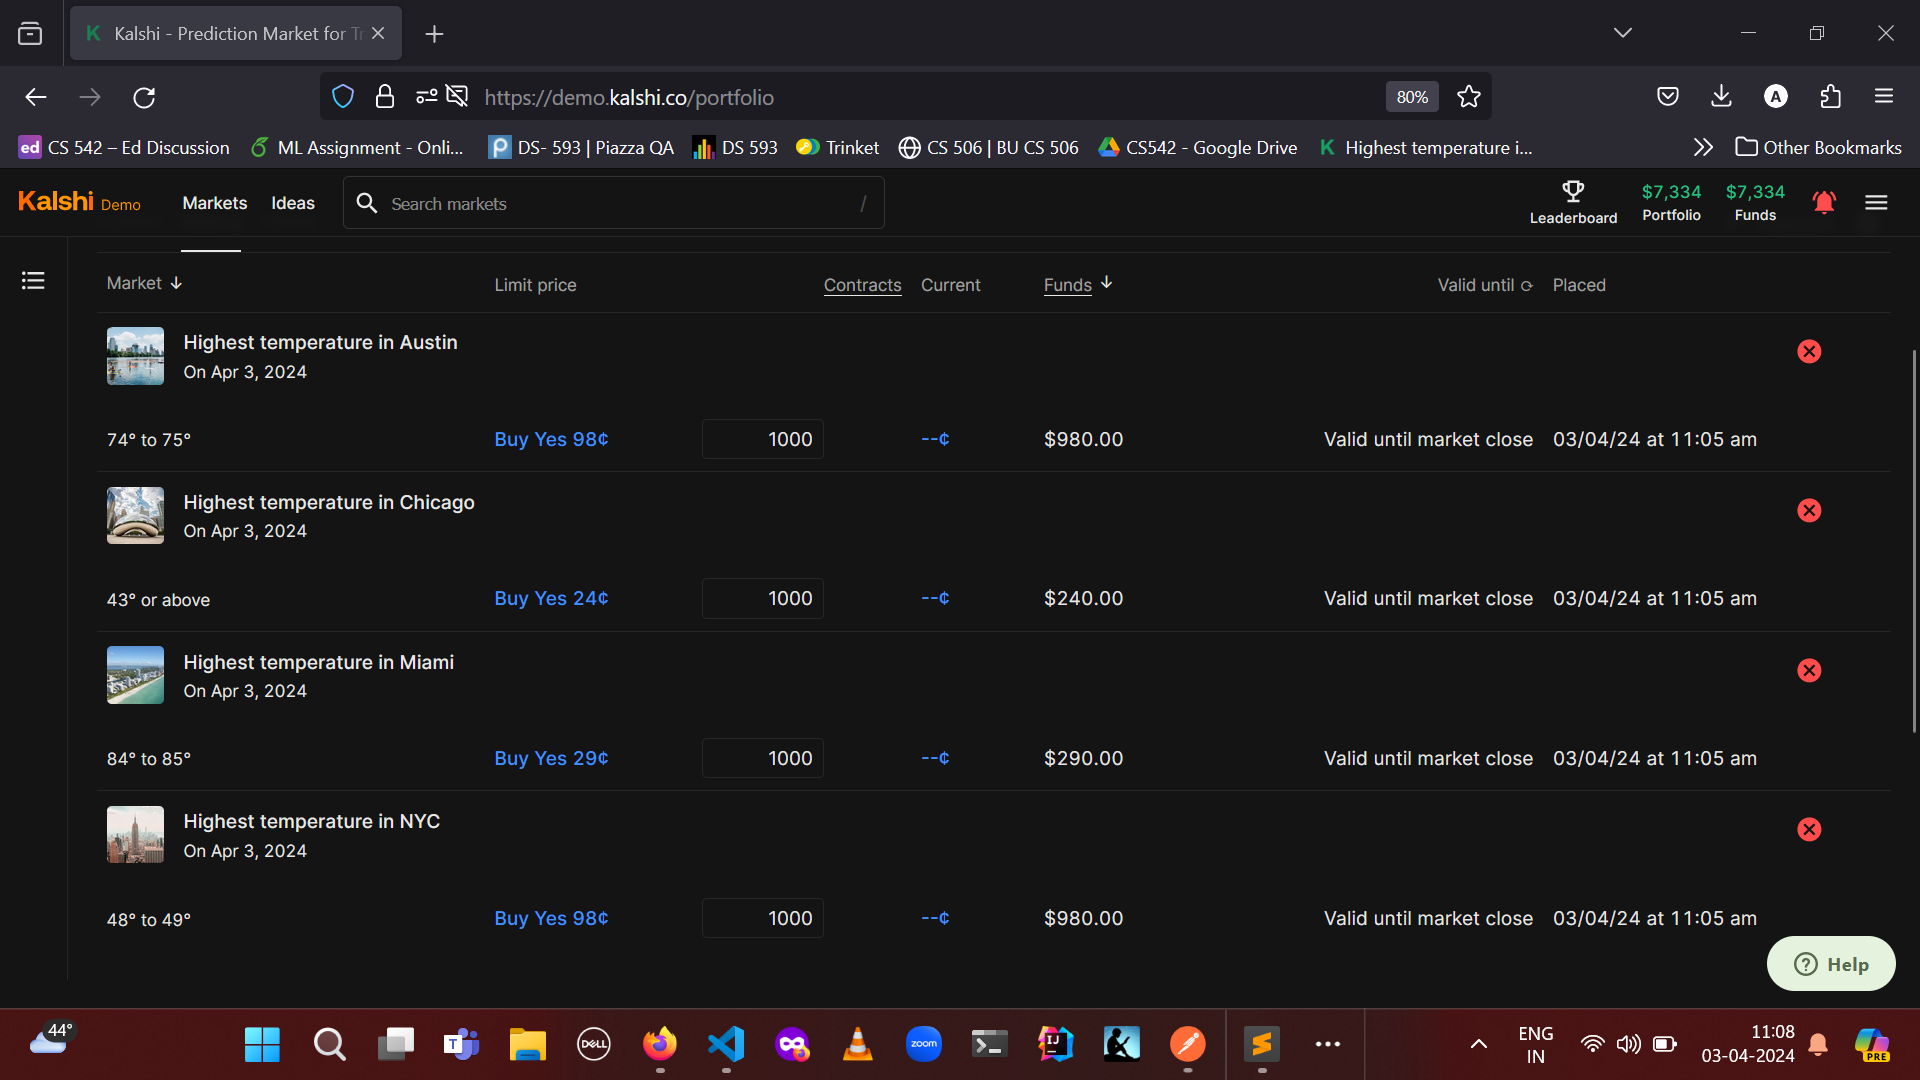 Kalshi - Prediction Market for Tr
https://demo.kalshi.co/portfolio
80%
A
ed CS 542 – Ed Discussion
ML Assignment - Onli...
DS- 593 | Piazza QA
DS 593
Trinket
CS 506 | BU CS 506
CS542 - Google Drive
K Highest temperature i...
Other Bookmarks
Kalshi Demo
Markets
Ideas
Search markets
/
Leaderboard
$7,334
Portfolio
$7,334
Funds
Market
Limit price
Contracts
Current
Funds
Valid until
Placed
Highest temperature in Austin
On Apr 3, 2024
74° to 75°
Buy Yes 98¢
1000
--¢
$980.00
Valid until market close
03/04/24 at 11:05 am
Highest temperature in Chicago
On Apr 3, 2024
43° or above
Buy Yes 24¢
1000
--¢
$240.00
Valid until market close
03/04/24 at 11:05 am
Highest temperature in Miami
On Apr 3, 2024
84° to 85°
Buy Yes 29¢
1000
--¢
$290.00
Valid until market close
03/04/24 at 11:05 am
Highest temperature in NYC
On Apr 3, 2024
48° to 49°
Buy Yes 98¢
1000
--¢
$980.00
Valid until market close
03/04/24 at 11:05 am
Help
44°
DELL
zoom
IJ
ENG
IN
11:08
03-04-2024
PRE